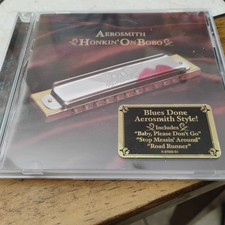 AEROSMITH
HONKIN' ON BOBO
Blues Done
Aerosmith Style!
Includes
"Baby, Please Don't Go"
"Stop Messin' Around"
"Road Runner"